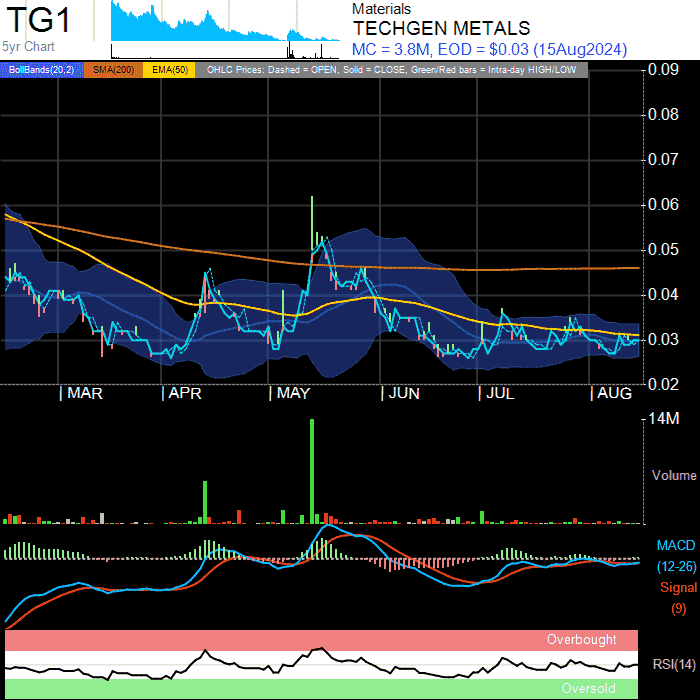 TG1
5yr Chart
Materials
TECHGEN METALS
MC = 3.8M, EOD = $0.03 (15Aug2024)
BollBands(20,2) SMA(200) EMA(50) OHLC Prices: Dashed = OPEN, Solid = CLOSE, Green/Red bars = Intra-day HIGH/LOW
0.09
0.08
0.07
0.06
0.05
0.04
0.03
0.02
MAR APR MAY JUN JUL AUG
14M
Volume
MACD
(12-26)
Signal
(9)
Overbought
RSI(14)
Oversold